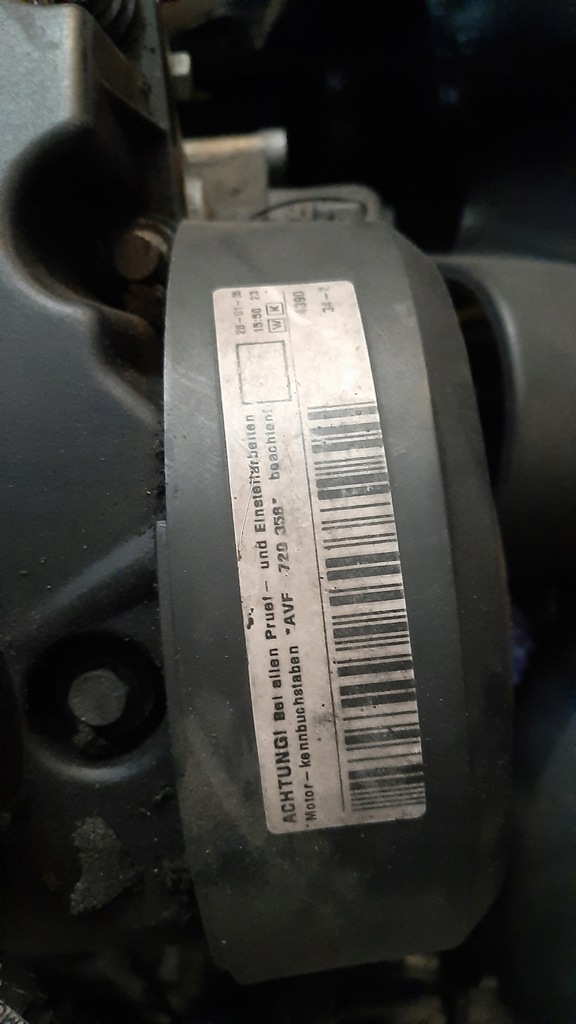 ACHTUNG! Bei allen Pruef- und Einstellarbeiten
"Motor-kennbuchstaben "AVF 720 358" beachten!
15:50 23
W K
4390
34-2